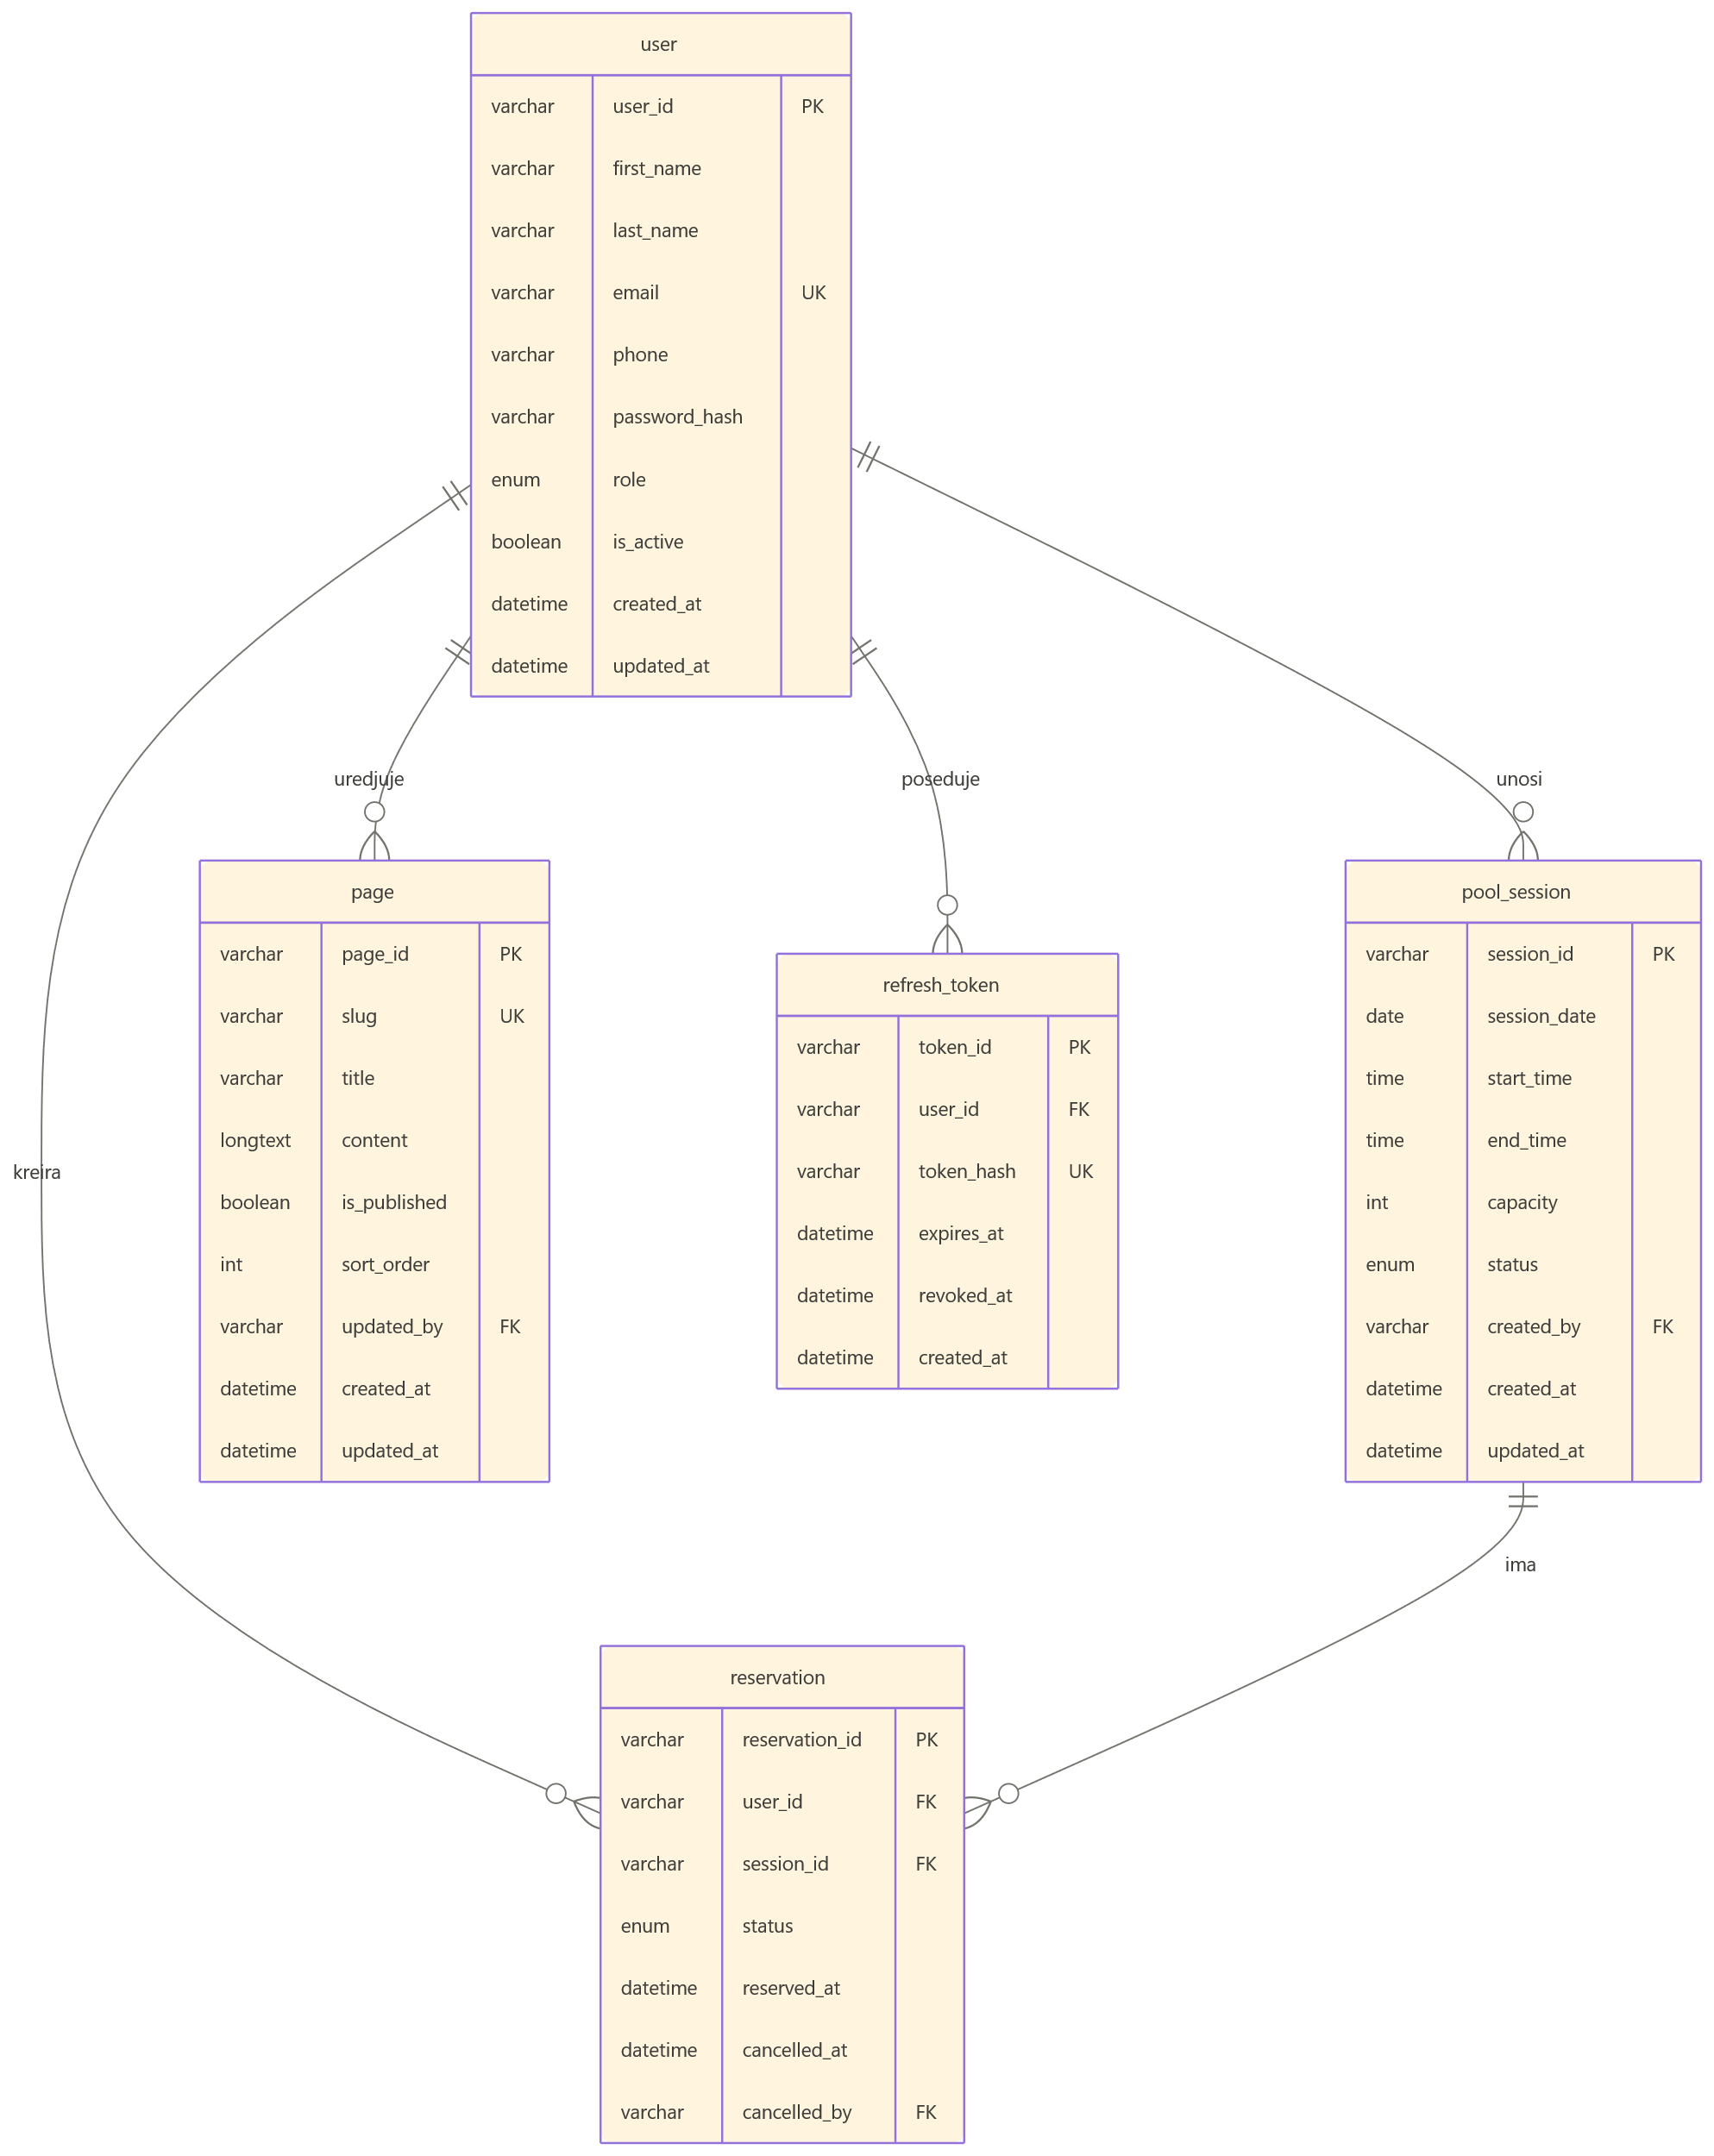 user
varchar user_id PK
varchar first_name
varchar last_name
varchar email UK
varchar phone
varchar password_hash
enum role
boolean is_active
datetime created_at
datetime updated_at
uredjuje
poseduje
unosi
page
varchar page_id PK
varchar slug UK
varchar title
longtext content
boolean is_published
int sort_order
varchar updated_by FK
datetime created_at
datetime updated_at
refresh_token
varchar token_id PK
varchar user_id FK
varchar token_hash UK
datetime expires_at
datetime revoked_at
datetime created_at
pool_session
varchar session_id PK
date session_date
time start_time
time end_time
int capacity
enum status
varchar created_by FK
datetime created_at
datetime updated_at
kreira
ima
reservation
varchar reservation_id PK
varchar user_id FK
varchar session_id FK
enum status
datetime reserved_at
datetime cancelled_at
varchar cancelled_by FK